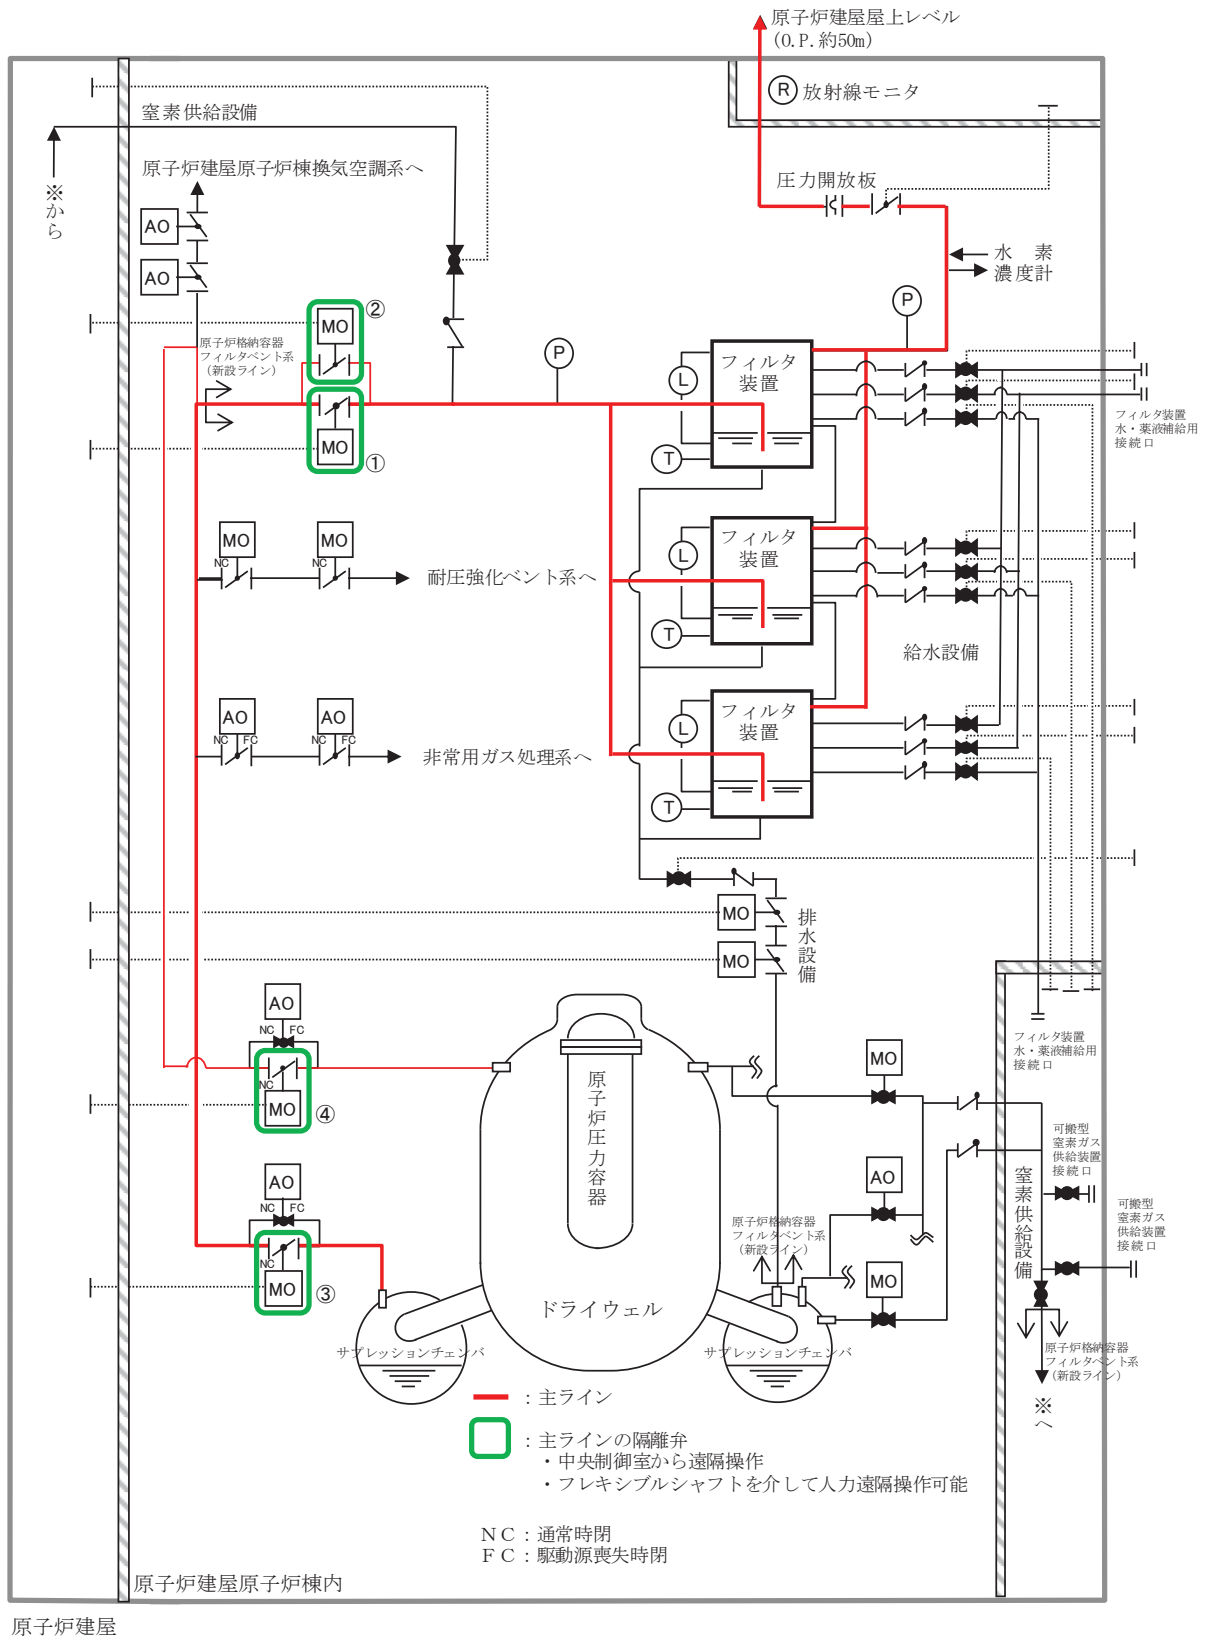 原子炉建屋屋上レベル
(O.P.約50m)
R 放射線モニタ
窒素供給設備
原子炉建屋原子炉棟換気空調系へ
圧力開放板
※から
AO
AO
水 素
濃度計
MO
②
原子炉格納容器
フィルタベント系
(新設ライン)
MO
①
P
P
フィルタ
装置
L
T
フィルタ装置
水・薬液補給用
接続口
MO
NC
MO
NC
耐圧強化ベント系へ
フィルタ
装置
L
T
給水設備
AO
NC FC
AO
NC FC
非常用ガス処理系へ
フィルタ
装置
L
T
MO
MO
排水設備
AO
NC FC
NC
MO
④
原子炉圧力容器
MO
フィルタ装置
水・薬液補給用
接続口
AO
NC FC
NC
MO
③
AO
MO
原子炉格納容器
フィルタベント系
(新設ライン)
可搬型
窒素ガス
供給装置
接続口
可搬型
窒素ガス
供給装置
接続口
窒素供給設備
ドライウェル
サプレッションチェンバ
サプレッションチェンバ
原子炉格納容器
フィルタベント系
(新設ライン)
※へ
:主ライン
:主ラインの隔離弁
・中央制御室から遠隔操作
・フレキシブルシャフトを介して人力遠隔操作可能
NC:通常時閉
FC:駆動源喪失時閉
原子炉建屋原子炉棟内
原子炉建屋